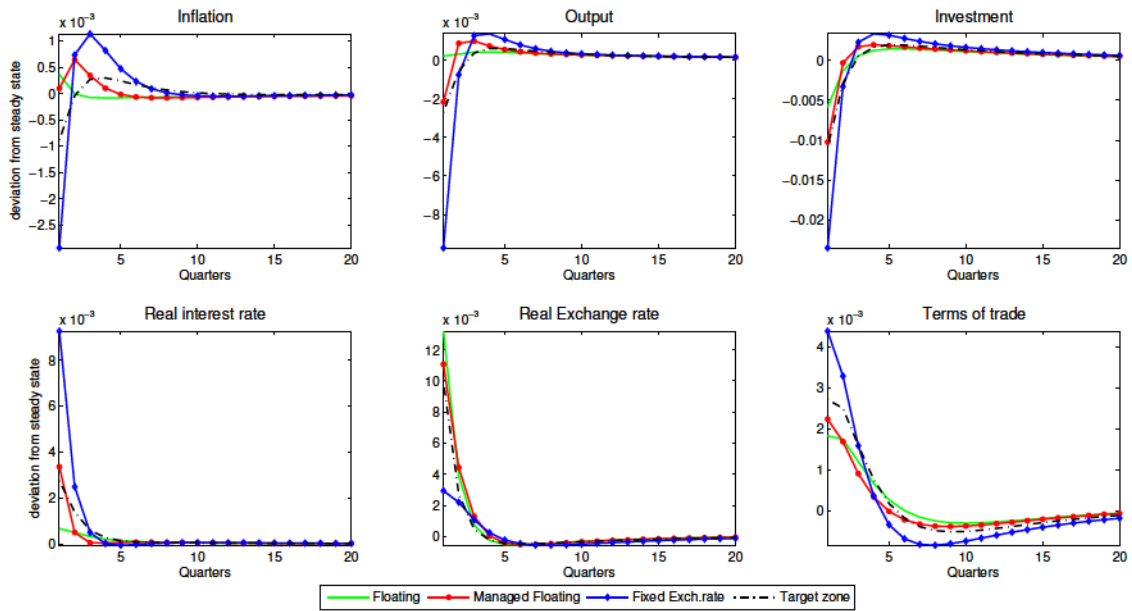 Inflation
x 10⁻³
deviation from steady state
1
0.5
0
−0.5
−1
−1.5
−2
−2.5
5 10 15 20
Quarters
Output
x 10⁻³
0
−2
−4
−6
−8
5 10 15 20
Quarters
Investment
0
−0.005
−0.01
−0.015
−0.02
5 10 15 20
Quarters
Real interest rate
x 10⁻³
deviation from steady state
8
6
4
2
0
5 10 15 20
Quarters
Real Exchange rate
x 10⁻³
12
10
8
6
4
2
0
5 10 15 20
Quarters
Terms of trade
x 10⁻³
4
3
2
1
0
5 10 15 20
Quarters
Floating Managed Floating Fixed Exch.rate Target zone